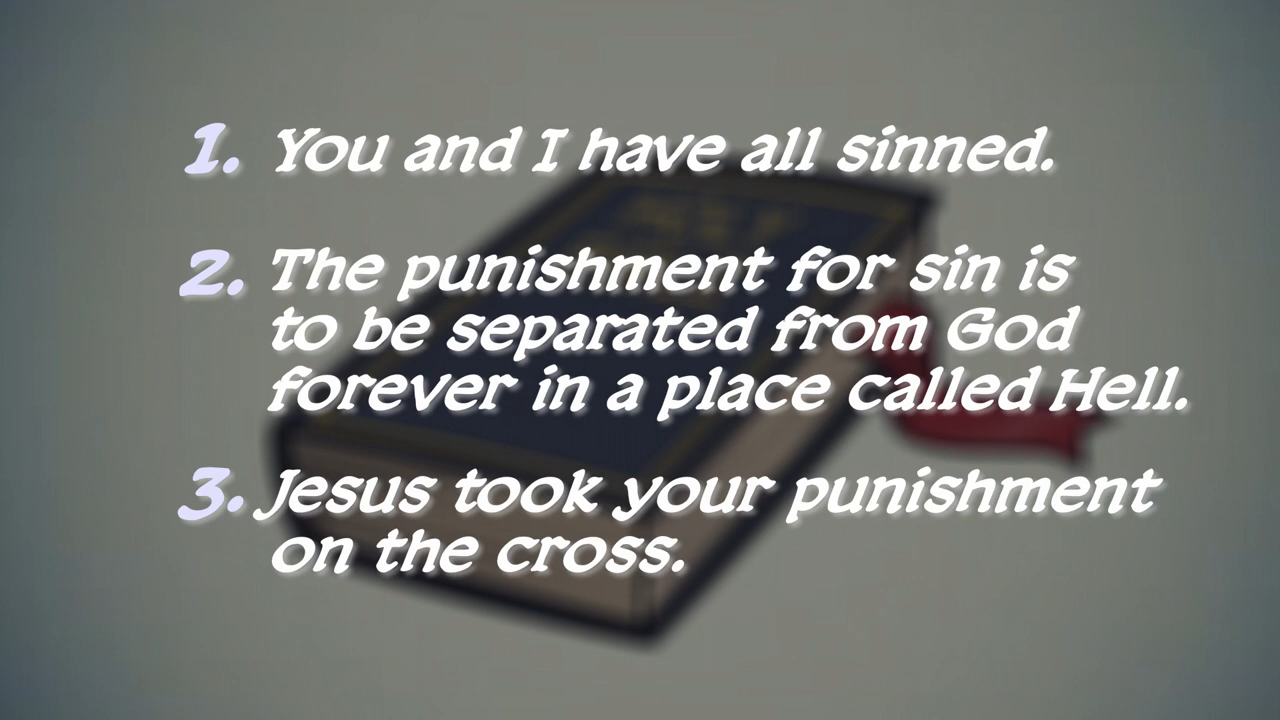 1. You and I have all sinned.
2. The punishment for sin is
to be separated from God
forever in a place called Hell.
3. Jesus took your punishment
on the cross.